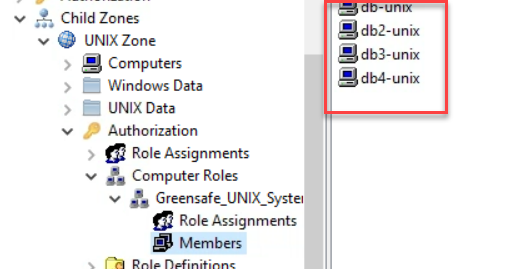 Child Zones
UNIX Zone
Computers
Windows Data
UNIX Data
Authorization
Role Assignments
Computer Roles
Greensafe_UNIX_Syster
Role Assignments
Members
Role Definitions
db-unix
db2-unix
db3-unix
db4-unix